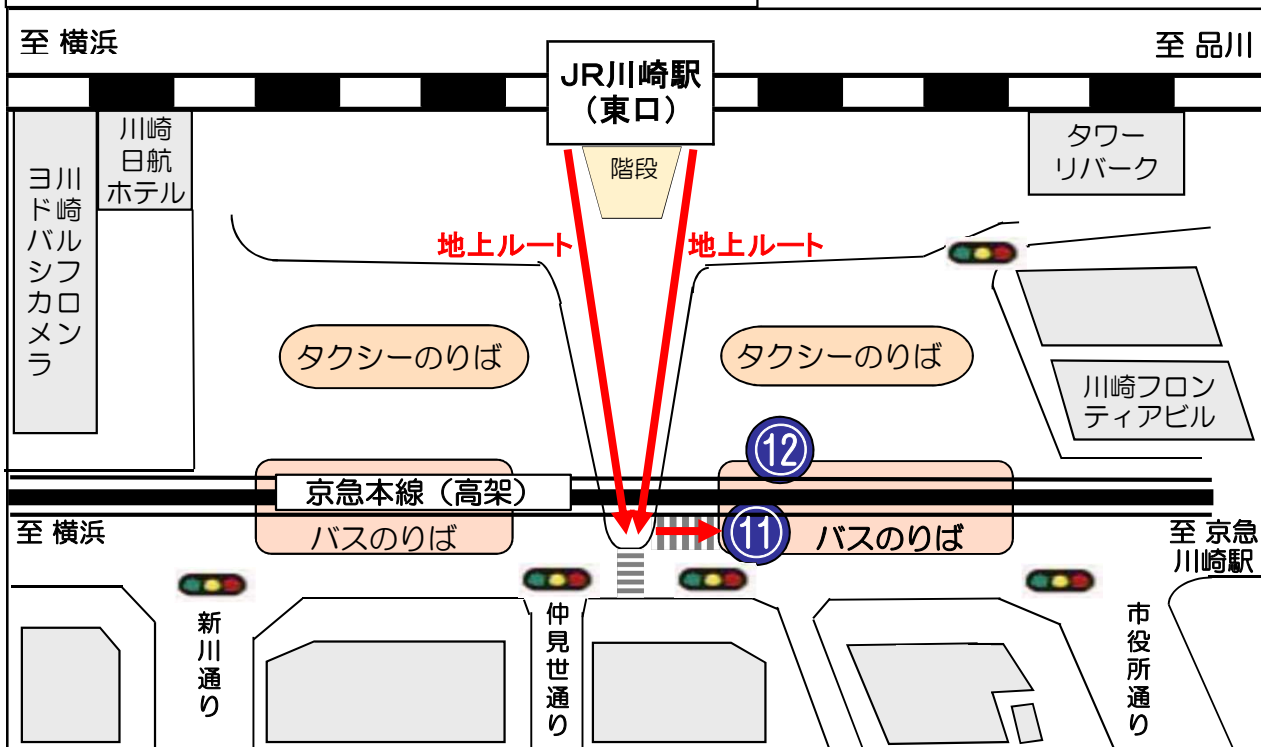 至 横浜
至 品川
JR川崎駅
(東口)
階段
川崎
日航
ホテル
川崎ルフロン
ヨドバシカメラ
タワー
リバーク
地上ルート
地上ルート
タクシーのりば
タクシーのりば
川崎フロン
ティアビル
⑫
京急本線(高架)
至 横浜
バスのりば
⑪
バスのりば
至 京急
川崎駅
新川通り
仲見世通り
市役所通り